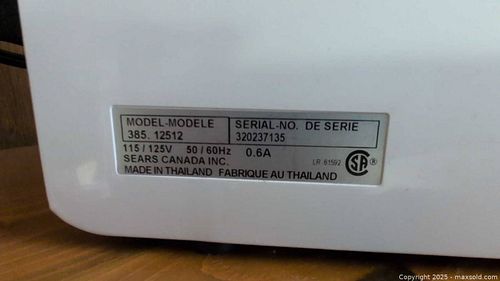 MODEL-MODELE SERIAL-NO. DE SERIE
385. 12512 320237135
115 / 125V 50 / 60Hz 0.6A
SEARS CANADA INC. LR 61592 ®
MADE IN THAILAND FABRIQUE AU THAILAND
Copyright 2025 - maxsold.com